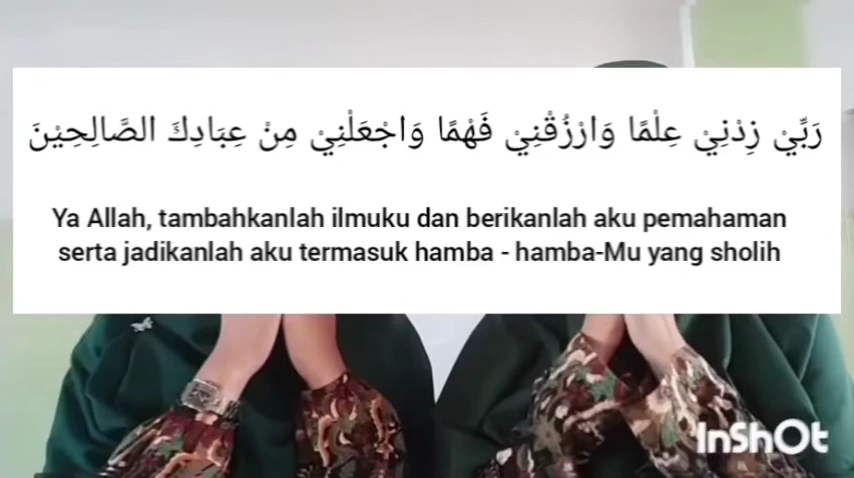 رَبِّيْ زِدْنِيْ عِلْمًا وَارْزُقْنِيْ فَهْمًا وَاجْعَلْنِيْ مِنْ عِبَادِكَ الصَّالِحِيْنَ
Ya Allah, tambahkanlah ilmuku dan berikanlah aku pemahaman
serta jadikanlah aku termasuk hamba - hamba-Mu yang sholih
InShOt